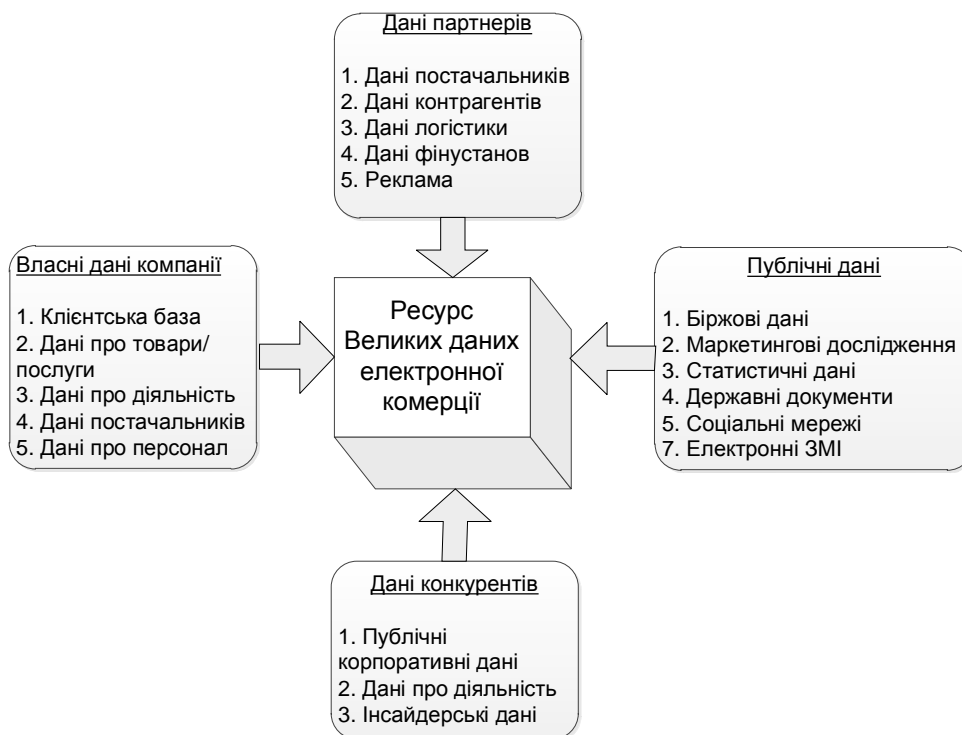 Дані партнерів
1. Дані постачальників
2. Дані контрагентів
3. Дані логістики
4. Дані фінустанов
5. Реклама
Власні дані компанії
1. Клієнтська база
2. Дані про товари/
послуги
3. Дані про діяльність
4. Дані постачальників
5. Дані про персонал
Ресурс
Великих даних
електронної
комерції
Публічні дані
1. Біржові дані
2. Маркетингові дослідження
3. Статистичні дані
4. Державні документи
5. Соціальні мережі
7. Електронні ЗМІ
Дані конкурентів
1. Публічні
корпоративні дані
2. Дані про діяльність
3. Інсайдерські дані